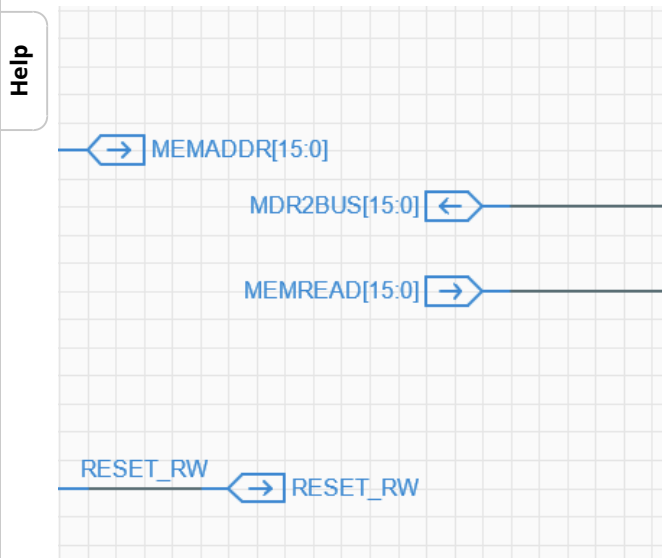 Help
MEMADDR[15:0]
MDR2BUS[15:0]
MEMREAD[15:0]
RESET_RW
RESET_RW